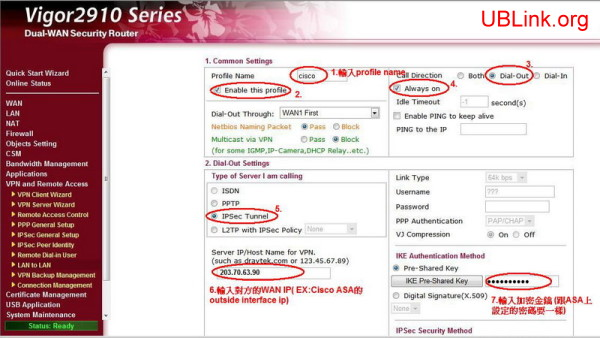 Vigor2910 Series
Dual-WAN Security Router
UBLink.org
Quick Start Wizard
Online Status
WAN
LAN
NAT
Firewall
Objects Setting
CSM
Bandwidth Management
Applications
VPN and Remote Access
VPN Client Wizard
VPN Server Wizard
Remote Access Control
PPP General Setup
IPSec General Setup
IPSec Peer Identity
Remote Dial-in User
LAN to LAN
VPN Backup Management
Connection Management
Certificate Management
USB Application
System Maintenance
Status: Ready
1. Common Settings
Profile Name cisco
1.輸入profile name
Enable this profile
2.
Dial-Out Through: WAN1 First
Netbios Naming Packet Pass Block
Multicast via VPN Pass Block
(for some IGMP,IP-Camera,DHCP Relay..etc.)
3.
Call Direction Both Dial-Out Dial-In
Always on
4.
Idle Timeout -1 second(s)
Enable PING to keep alive
PING to the IP
2. Dial-Out Settings
Type of Server I am calling
ISDN
PPTP
IPSec Tunnel
5.
L2TP with IPSec Policy None
Server IP/Host Name for VPN.
(such as draytek.com or 123.45.67.89)
203.70.63.90
6.輸入對方的WAN IP( EX:Cisco ASA的
outside interface ip)
Link Type 64k bps
Username ???
Password
PPP Authentication PAP/CHAP
VJ Compression On Off
IKE Authentication Method
Pre-Shared Key
IKE Pre-Shared Key ••••••••••
Digital Signature(X.509)
None
7.輸入加密金鑰(跟ASA上
設定的密碼要一樣)
IPSec Security Method